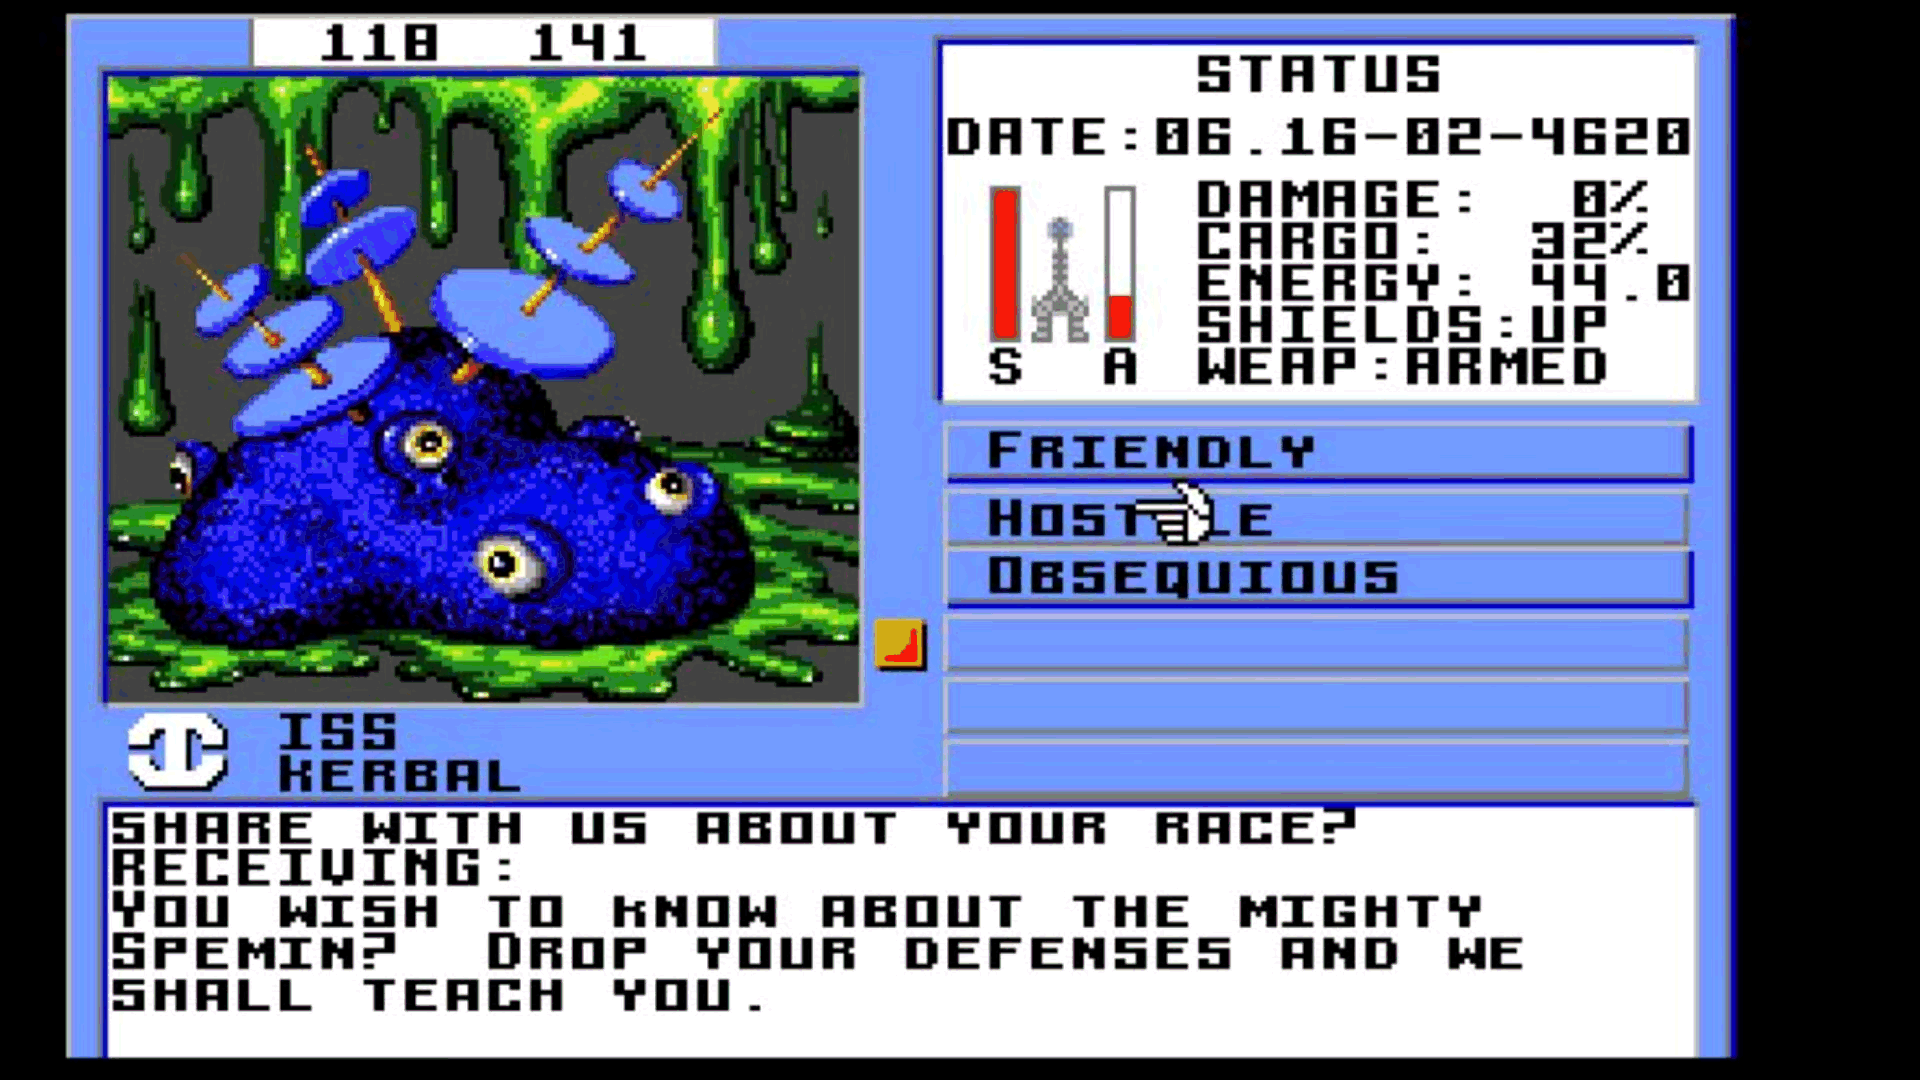 118 141
STATUS
DATE:06.16-02-4620
DAMAGE: 0%
CARGO: 32%
ENERGY: 44.0
SHIELDS:UP
S A WEAP:ARMED
FRIENDLY
OBSEQUIOUS
ISS
KERBAL
SHARE WITH US ABOUT YOUR RACE?
RECEIVING:
YOU WISH TO KNOW ABOUT THE MIGHTY
SPEMIN? DROP YOUR DEFENSES AND WE
SHALL TEACH YOU.